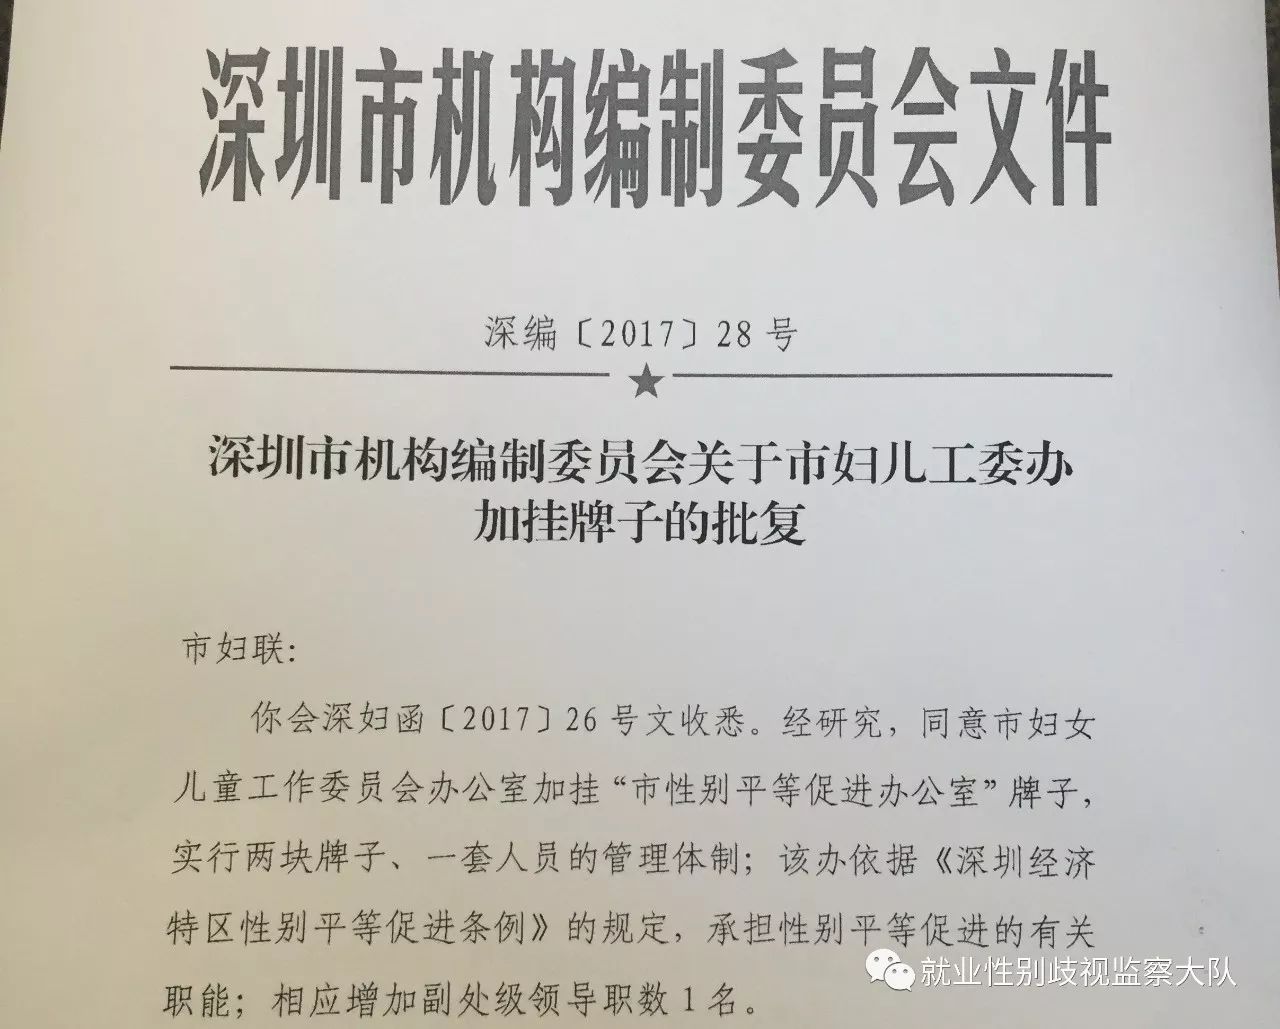 深圳市机构编制委员会文件
深编〔2017〕28号
深圳市机构编制委员会关于市妇儿工委办
加挂牌子的批复
市妇联:
你会深妇函〔2017〕26号文收悉。经研究,同意市妇女
儿童工作委员会办公室加挂“市性别平等促进办公室”牌子,
实行两块牌子、一套人员的管理体制;该办依据《深圳经济
特区性别平等促进条例》的规定,承担性别平等促进的有关
职能;相应增加副处级领导职数1名。
就业性别歧视监察大队